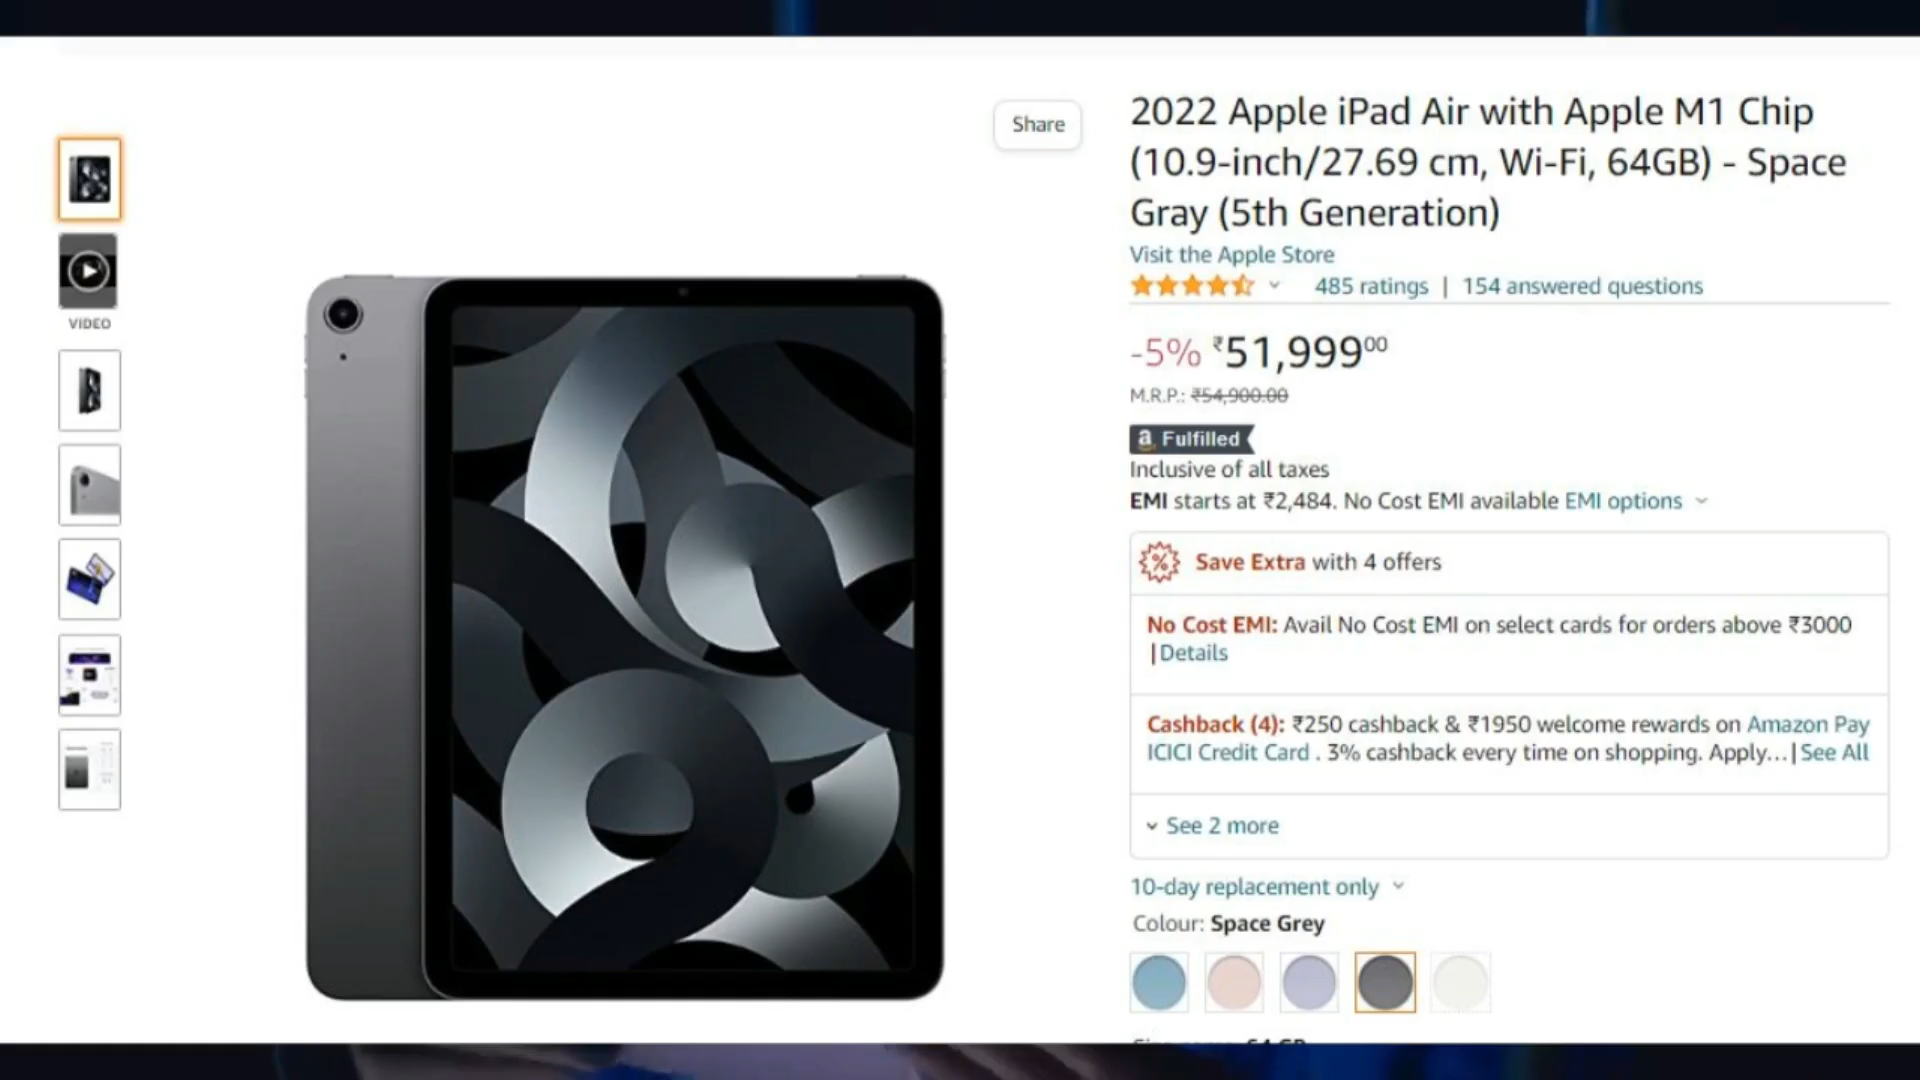 Share
2022 Apple iPad Air with Apple M1 Chip
(10.9-inch/27.69 cm, Wi-Fi, 64GB) - Space
Gray (5th Generation)
Visit the Apple Store
485 ratings | 154 answered questions
-5% ₹51,99900
M.R.P.: ₹54,900.00
a Fulfilled
Inclusive of all taxes
EMI starts at ₹2,484. No Cost EMI available EMI options
% Save Extra with 4 offers
No Cost EMI: Avail No Cost EMI on select cards for orders above ₹3000
|Details
Cashback (4): ₹250 cashback & ₹1950 welcome rewards on Amazon Pay
ICICI Credit Card . 3% cashback every time on shopping. Apply...| See All
See 2 more
10-day replacement only
Colour: Space Grey
VIDEO